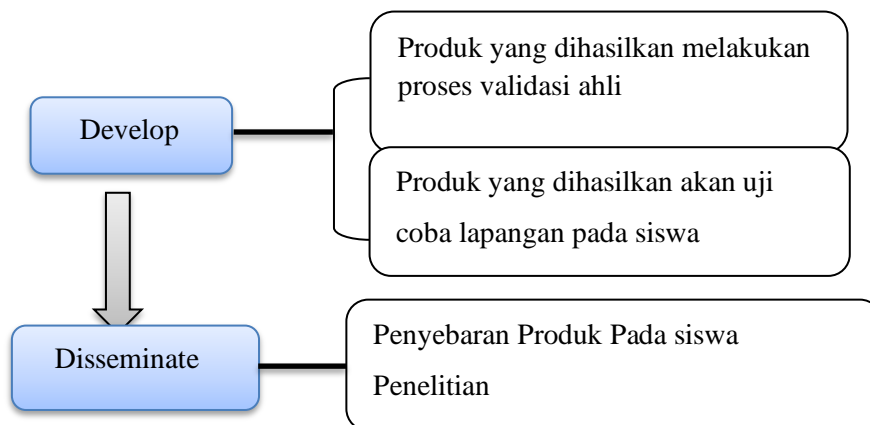 Produk yang dihasilkan melakukan
proses validasi ahli
Develop
Produk yang dihasilkan akan uji
coba lapangan pada siswa
Disseminate
Penyebaran Produk Pada siswa
Penelitian